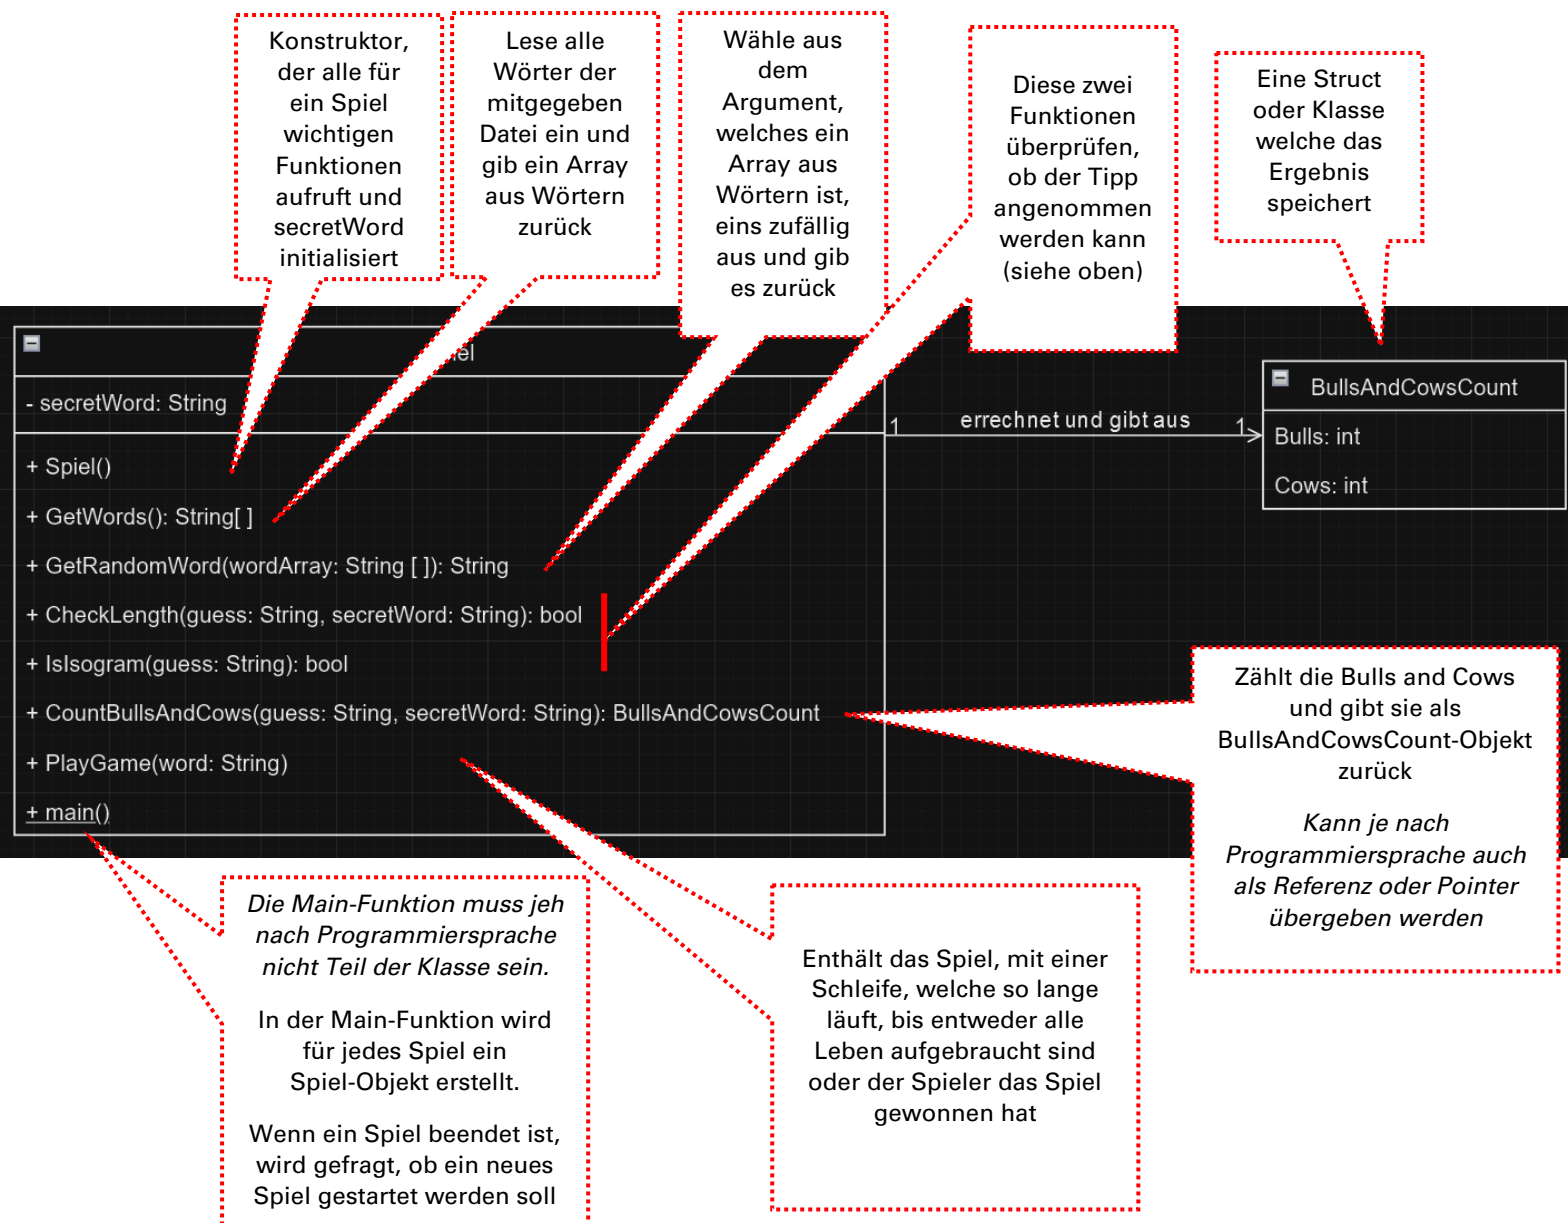 Konstruktor,
der alle für
ein Spiel
wichtigen
Funktionen
aufruft und
secretWord
initialisiert
Lese alle
Wörter der
mitgegeben
Datei ein und
gib ein Array
aus Wörtern
zurück
Wähle aus
dem
Argument,
welches ein
Array aus
Wörtern ist,
eins zufällig
aus und gib
es zurück
Diese zwei
Funktionen
überprüfen,
ob der Tipp
angenommen
werden kann
(siehe oben)
Eine Struct
oder Klasse
welche das
Ergebnis
speichert
- secretWord: String
+ Spiel()
+ GetWords(): String[ ]
+ GetRandomWord(wordArray: String [ ]): String
+ CheckLength(guess: String, secretWord: String): bool
+ IsIsogram(guess: String): bool
+ CountBullsAndCows(guess: String, secretWord: String): BullsAndCowsCount
+ PlayGame(word: String)
+ main()
1 errechnet und gibt aus 1
BullsAndCowsCount
Bulls: int
Cows: int
Zählt die Bulls and Cows
und gibt sie als
BullsAndCowsCount-Objekt
zurück
Kann je nach
Programmiersprache auch
als Referenz oder Pointer
übergeben werden
Die Main-Funktion muss jeh
nach Programmiersprache
nicht Teil der Klasse sein.
In der Main-Funktion wird
für jedes Spiel ein
Spiel-Objekt erstellt.
Wenn ein Spiel beendet ist,
wird gefragt, ob ein neues
Spiel gestartet werden soll
Enthält das Spiel, mit einer
Schleife, welche so lange
läuft, bis entweder alle
Leben aufgebraucht sind
oder der Spieler das Spiel
gewonnen hat